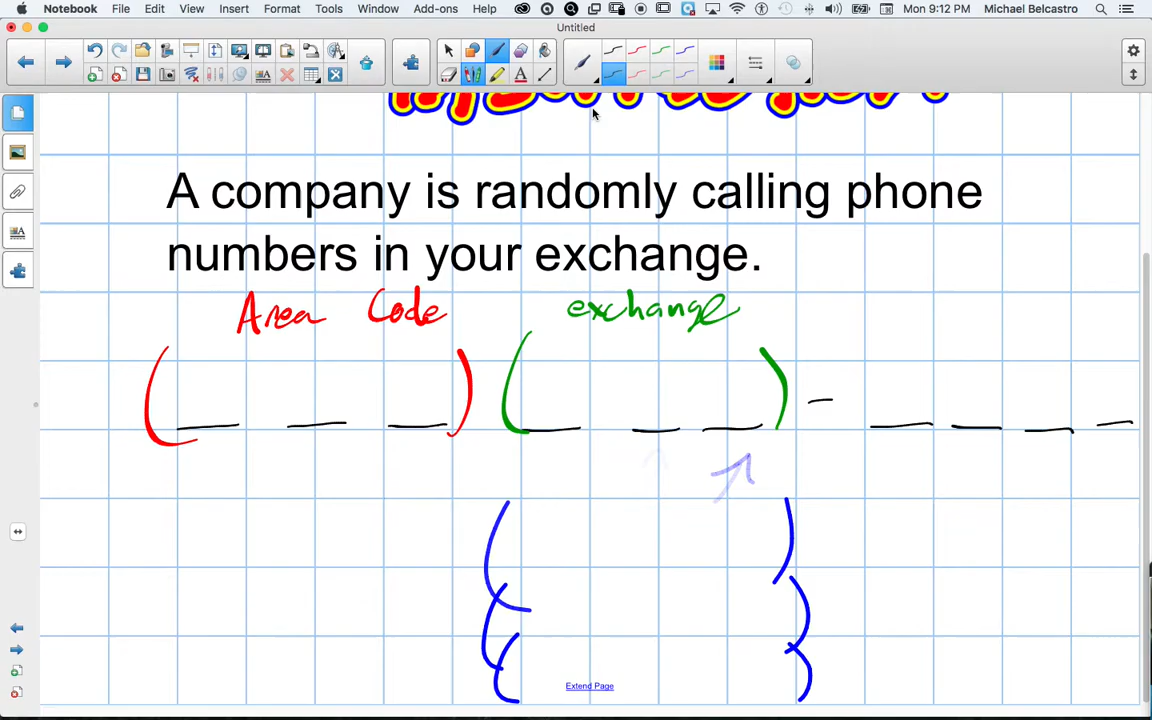 Notebook File Edit View Insert Format Tools Window Add-ons Help Mon 9:12 PM Michael Belcastro
Untitled
A company is randomly calling phone
numbers in your exchange.
Area Code exchange
( _ _ _ ) ( _ _ _ ) - _ _ _ _
Extend Page